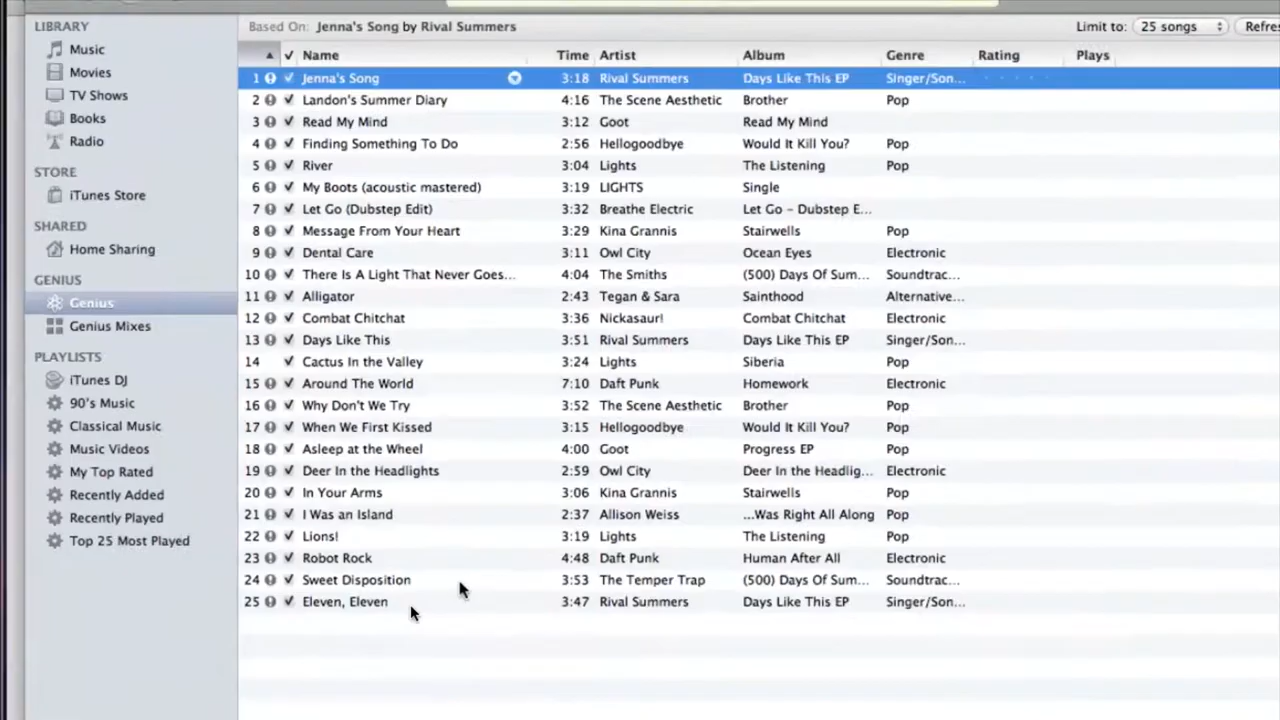 LIBRARY
Music
Movies
TV Shows
Books
Radio
STORE
iTunes Store
SHARED
Home Sharing
GENIUS
Genius
Genius Mixes
PLAYLISTS
iTunes DJ
90's Music
Classical Music
Music Videos
My Top Rated
Recently Added
Recently Played
Top 25 Most Played
Based On: Jenna's Song by Rival Summers Limit to: 25 songs Refre
Name Time Artist Album Genre Rating Plays
1 Jenna's Song 3:18 Rival Summers Days Like This EP Singer/Son...
2 Landon's Summer Diary 4:16 The Scene Aesthetic Brother Pop
3 Read My Mind 3:12 Goot Read My Mind
4 Finding Something To Do 2:56 Hellogoodbye Would It Kill You? Pop
5 River 3:04 Lights The Listening Pop
6 My Boots (acoustic mastered) 3:19 LIGHTS Single
7 Let Go (Dubstep Edit) 3:32 Breathe Electric Let Go – Dubstep E...
8 Message From Your Heart 3:29 Kina Grannis Stairwells Pop
9 Dental Care 3:11 Owl City Ocean Eyes Electronic
10 There Is A Light That Never Goes... 4:04 The Smiths (500) Days Of Sum... Soundtrac...
11 Alligator 2:43 Tegan & Sara Sainthood Alternative...
12 Combat Chitchat 3:36 Nickasaur! Combat Chitchat Electronic
13 Days Like This 3:51 Rival Summers Days Like This EP Singer/Son...
14 Cactus In the Valley 3:24 Lights Siberia Pop
15 Around The World 7:10 Daft Punk Homework Electronic
16 Why Don't We Try 3:52 The Scene Aesthetic Brother Pop
17 When We First Kissed 3:15 Hellogoodbye Would It Kill You? Pop
18 Asleep at the Wheel 4:00 Goot Progress EP Pop
19 Deer In the Headlights 2:59 Owl City Deer In the Headlig... Electronic
20 In Your Arms 3:06 Kina Grannis Stairwells Pop
21 I Was an Island 2:37 Allison Weiss ...Was Right All Along Pop
22 Lions! 3:19 Lights The Listening Pop
23 Robot Rock 4:48 Daft Punk Human After All Electronic
24 Sweet Disposition 3:53 The Temper Trap (500) Days Of Sum... Soundtrac...
25 Eleven, Eleven 3:47 Rival Summers Days Like This EP Singer/Son...